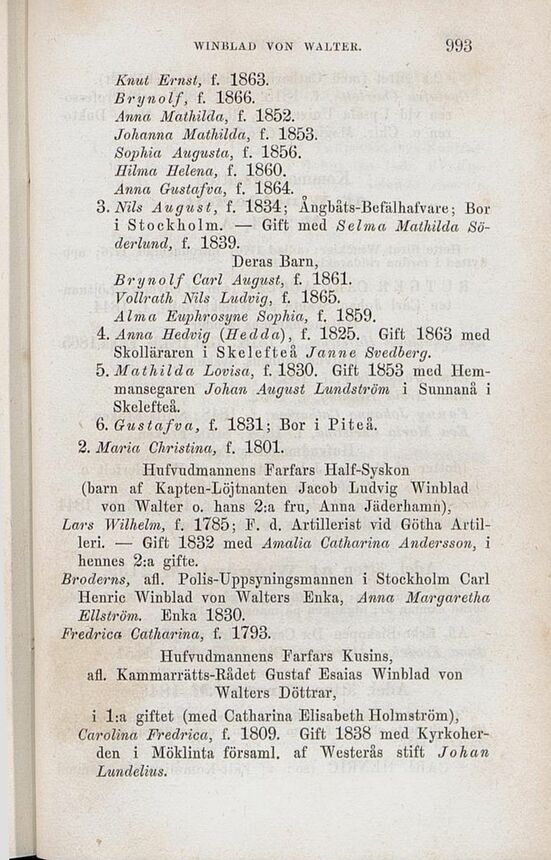 WINBLAD VON WALTER. 993
Knut Ernst, f. 1863.
Brynolf, f. 1866.
Anna Mathilda, f. 1852.
Johanna Mathilda, f. 1853.
Sophia Augusta, f. 1856.
Hilma Helena, f. 1860.
Anna Gustafva, f. 1864.
3. Nils August, f. 1834; Ångbåts-Befälhafvare; Bor
i Stockholm. — Gift med Selma Mathilda Sö-
derlund, f. 1839.
Deras Barn,
Brynolf Carl August, f. 1861.
Vollrath Nils Ludvig, f. 1865.
Alma Euphrosyne Sophia, f. 1859.
4. Anna Hedvig (Hedda), f. 1825. Gift 1863 med
Skolläraren i Skelefteå Janne Svedberg.
5. Mathilda Lovisa, f. 1830. Gift 1853 med Hem-
mansegaren Johan August Lundström i Sunnanå i
Skelefteå.
6. Gustafva, f. 1831; Bor i Piteå.
2. Maria Christina, f. 1801.
Hufvudmannens Farfars Half-Syskon
(barn af Kapten-Löjtnanten Jacob Ludvig Winblad
von Walter o. hans 2:a fru, Anna Jäderhamn),
Lars Wilhelm, f. 1785; F. d. Artillerist vid Götha Artil-
leri. — Gift 1832 med Amalia Catharina Andersson, i
hennes 2:a gifte.
Broderns, afl. Polis-Uppsyningsmannen i Stockholm Carl
Henric Winblad von Walters Enka, Anna Margaretha
Ellström. Enka 1830.
Fredrica Catharina, f. 1793.
Hufvudmannens Farfars Kusins,
afl. Kammarrätts-Rådet Gustaf Esaias Winblad von
Walters Döttrar,
i 1:a giftet (med Catharina Elisabeth Holmström),
Carolina Fredrica, f. 1809. Gift 1838 med Kyrkoher-
den i Möklinta församl. af Westerås stift Johan
Lundelius.